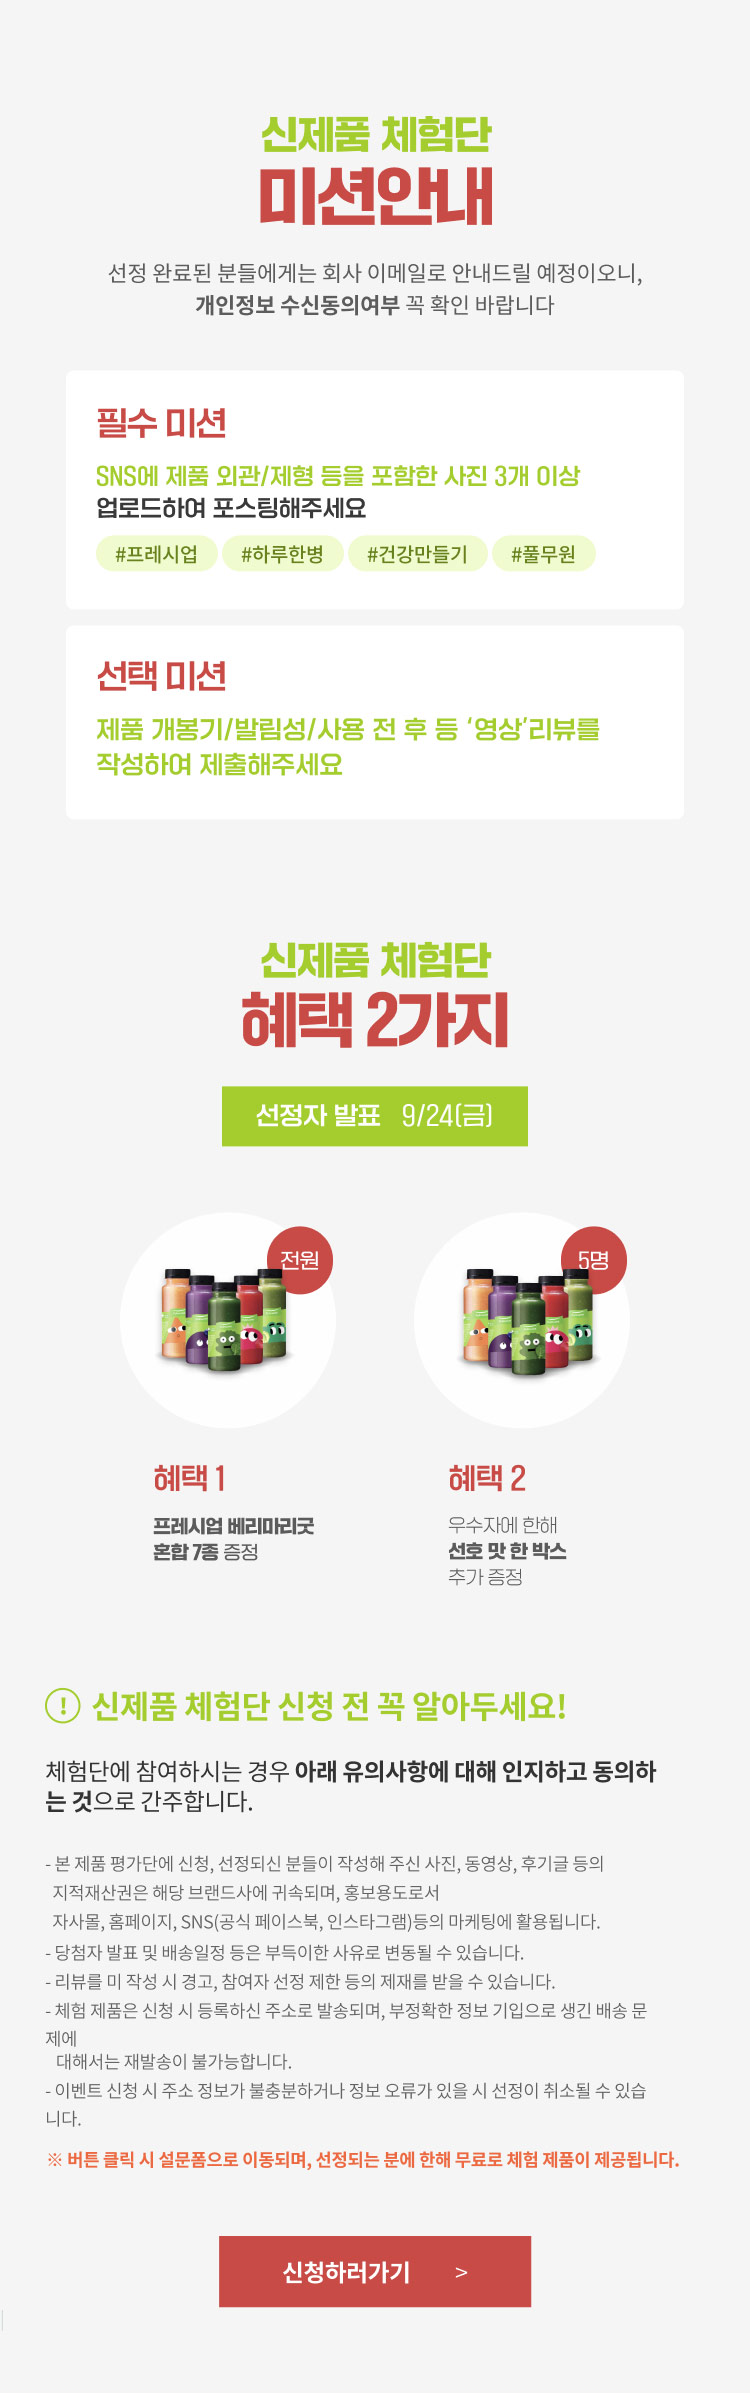 신제품 체험단
미션안내
선정 완료된 분들에게는 회사 이메일로 안내드릴 예정이오니,
개인정보 수신동의여부 꼭 확인 바랍니다
필수 미션
SNS에 제품 외관/제형 등을 포함한 사진 3개 이상
업로드하여 포스팅해주세요
#프레시업 #하루한병 #건강만들기 #풀무원
선택 미션
제품 개봉기/발림성/사용 전 후 등 ‘영상’리뷰를
작성하여 제출해주세요
신제품 체험단
혜택 2가지
선정자 발표 9/24(금)
전원
5명
혜택 1
프레시업 베리마리굿
혼합 7종 증정
혜택 2
우수자에 한해
선호 맛 한 박스
추가 증정
! 신제품 체험단 신청 전 꼭 알아두세요!
체험단에 참여하시는 경우 아래 유의사항에 대해 인지하고 동의하
는 것으로 간주합니다.
- 본 제품 평가단에 신청, 선정되신 분들이 작성해 주신 사진, 동영상, 후기글 등의
지적재산권은 해당 브랜드사에 귀속되며, 홍보용도로서
자사몰, 홈페이지, SNS(공식 페이스북, 인스타그램)등의 마케팅에 활용됩니다.
- 당첨자 발표 및 배송일정 등은 부득이한 사유로 변동될 수 있습니다.
- 리뷰를 미 작성 시 경고, 참여자 선정 제한 등의 제재를 받을 수 있습니다.
- 체험 제품은 신청 시 등록하신 주소로 발송되며, 부정확한 정보 기입으로 생긴 배송 문
제에
대해서는 재발송이 불가능합니다.
- 이벤트 신청 시 주소 정보가 불충분하거나 정보 오류가 있을 시 선정이 취소될 수 있습
니다.
※ 버튼 클릭 시 설문폼으로 이동되며, 선정되는 분에 한해 무료로 체험 제품이 제공됩니다.
신청하러가기 >